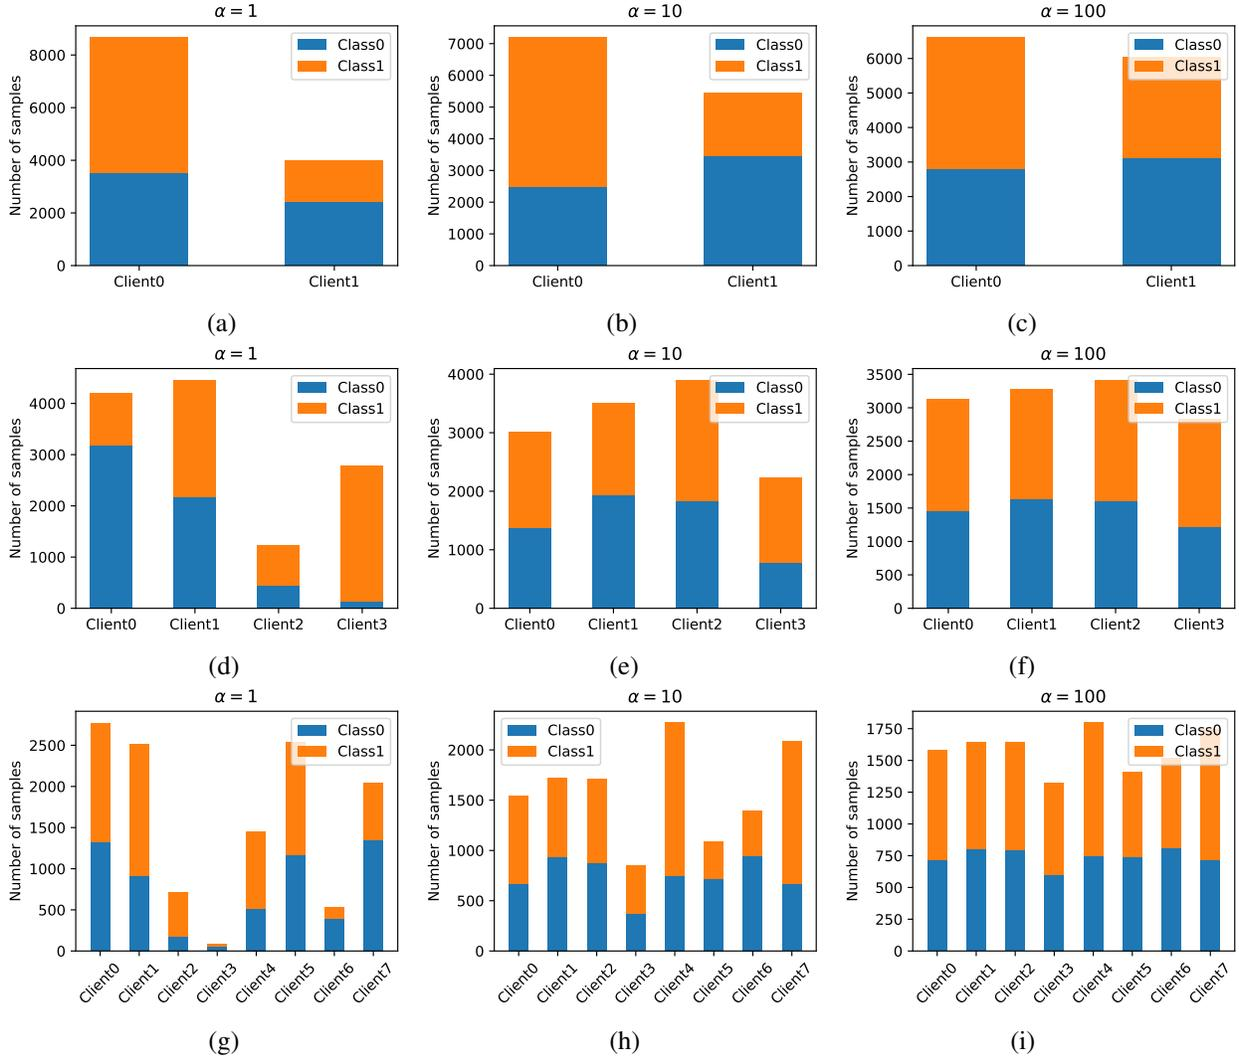 α = 1
Number of samples
8000
6000
4000
2000
0
Class0
Class1
Client0
Client1
(a)
α = 10
Number of samples
7000
6000
5000
4000
3000
2000
1000
0
Class0
Class1
Client0
Client1
(b)
α = 100
Number of samples
6000
5000
4000
3000
2000
1000
0
Class0
Class1
Client0
Client1
(c)
α = 1
Number of samples
4000
3000
2000
1000
0
Class0
Class1
Client0
Client1
Client2
Client3
(d)
α = 10
Number of samples
4000
3000
2000
1000
0
Class0
Class1
Client0
Client1
Client2
Client3
(e)
α = 100
Number of samples
3500
3000
2500
2000
1500
1000
500
0
Class0
Class1
Client0
Client1
Client2
Client3
(f)
α = 1
Number of samples
2500
2000
1500
1000
500
0
Class0
Class1
Client0
Client1
Client2
Client3
Client4
Client5
Client6
Client7
(g)
α = 10
Number of samples
2000
1500
1000
500
0
Class0
Class1
Client0
Client1
Client2
Client3
Client4
Client5
Client6
Client7
(h)
α = 100
Number of samples
1750
1500
1250
1000
750
500
250
0
Class0
Class1
Client0
Client1
Client2
Client3
Client4
Client5
Client6
Client7
(i)